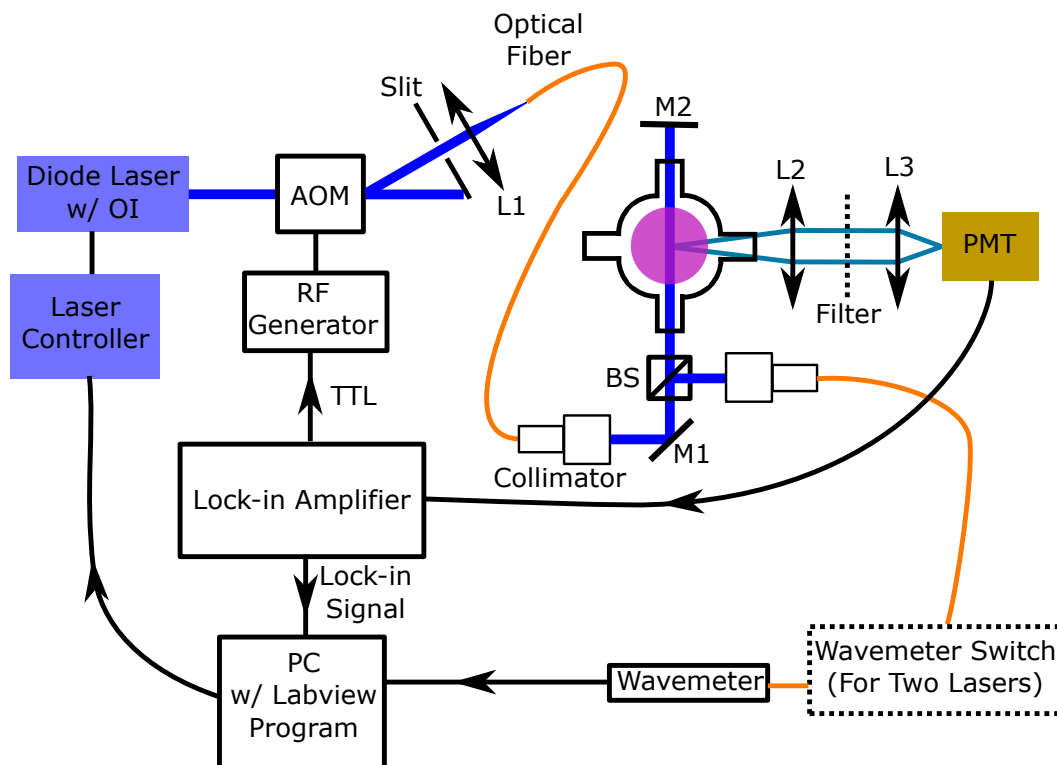 Optical
Fiber
Slit
M2
Diode Laser
w/ OI
AOM
L1
L2
L3
PMT
Laser
Controller
RF
Generator
Filter
BS
TTL
M1
Collimator
Lock-in Amplifier
Lock-in
Signal
PC
w/ Labview
Program
Wavemeter
Wavemeter Switch
(For Two Lasers)